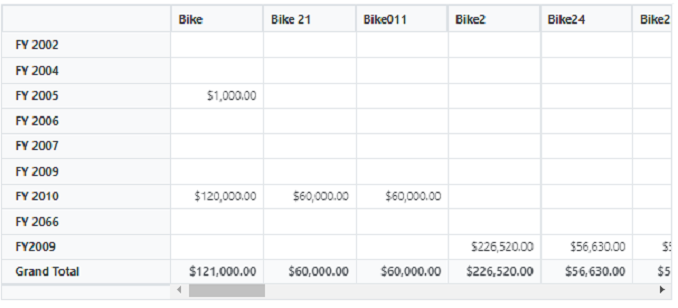 Bike Bike 21 Bike011 Bike2 Bike24 Bike2
FY 2002
FY 2004
FY 2005 $1,000.00
FY 2006
FY 2007
FY 2009
FY 2010 $120,000.00 $60,000.00 $60,000.00
FY 2066
FY2009 $226,520.00 $56,630.00
Grand Total $121,000.00 $60,000.00 $60,000.00 $226,520.00 $56,630.00 $5